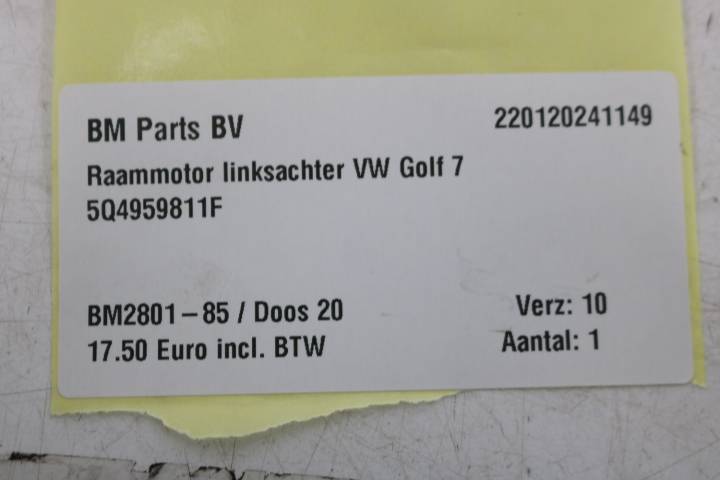 BM Parts BV 220120241149
Raammotor linksachter VW Golf 7
5Q4959811F
BM2801-85 / Doos 20 Verz: 10
17.50 Euro incl. BTW Aantal: 1